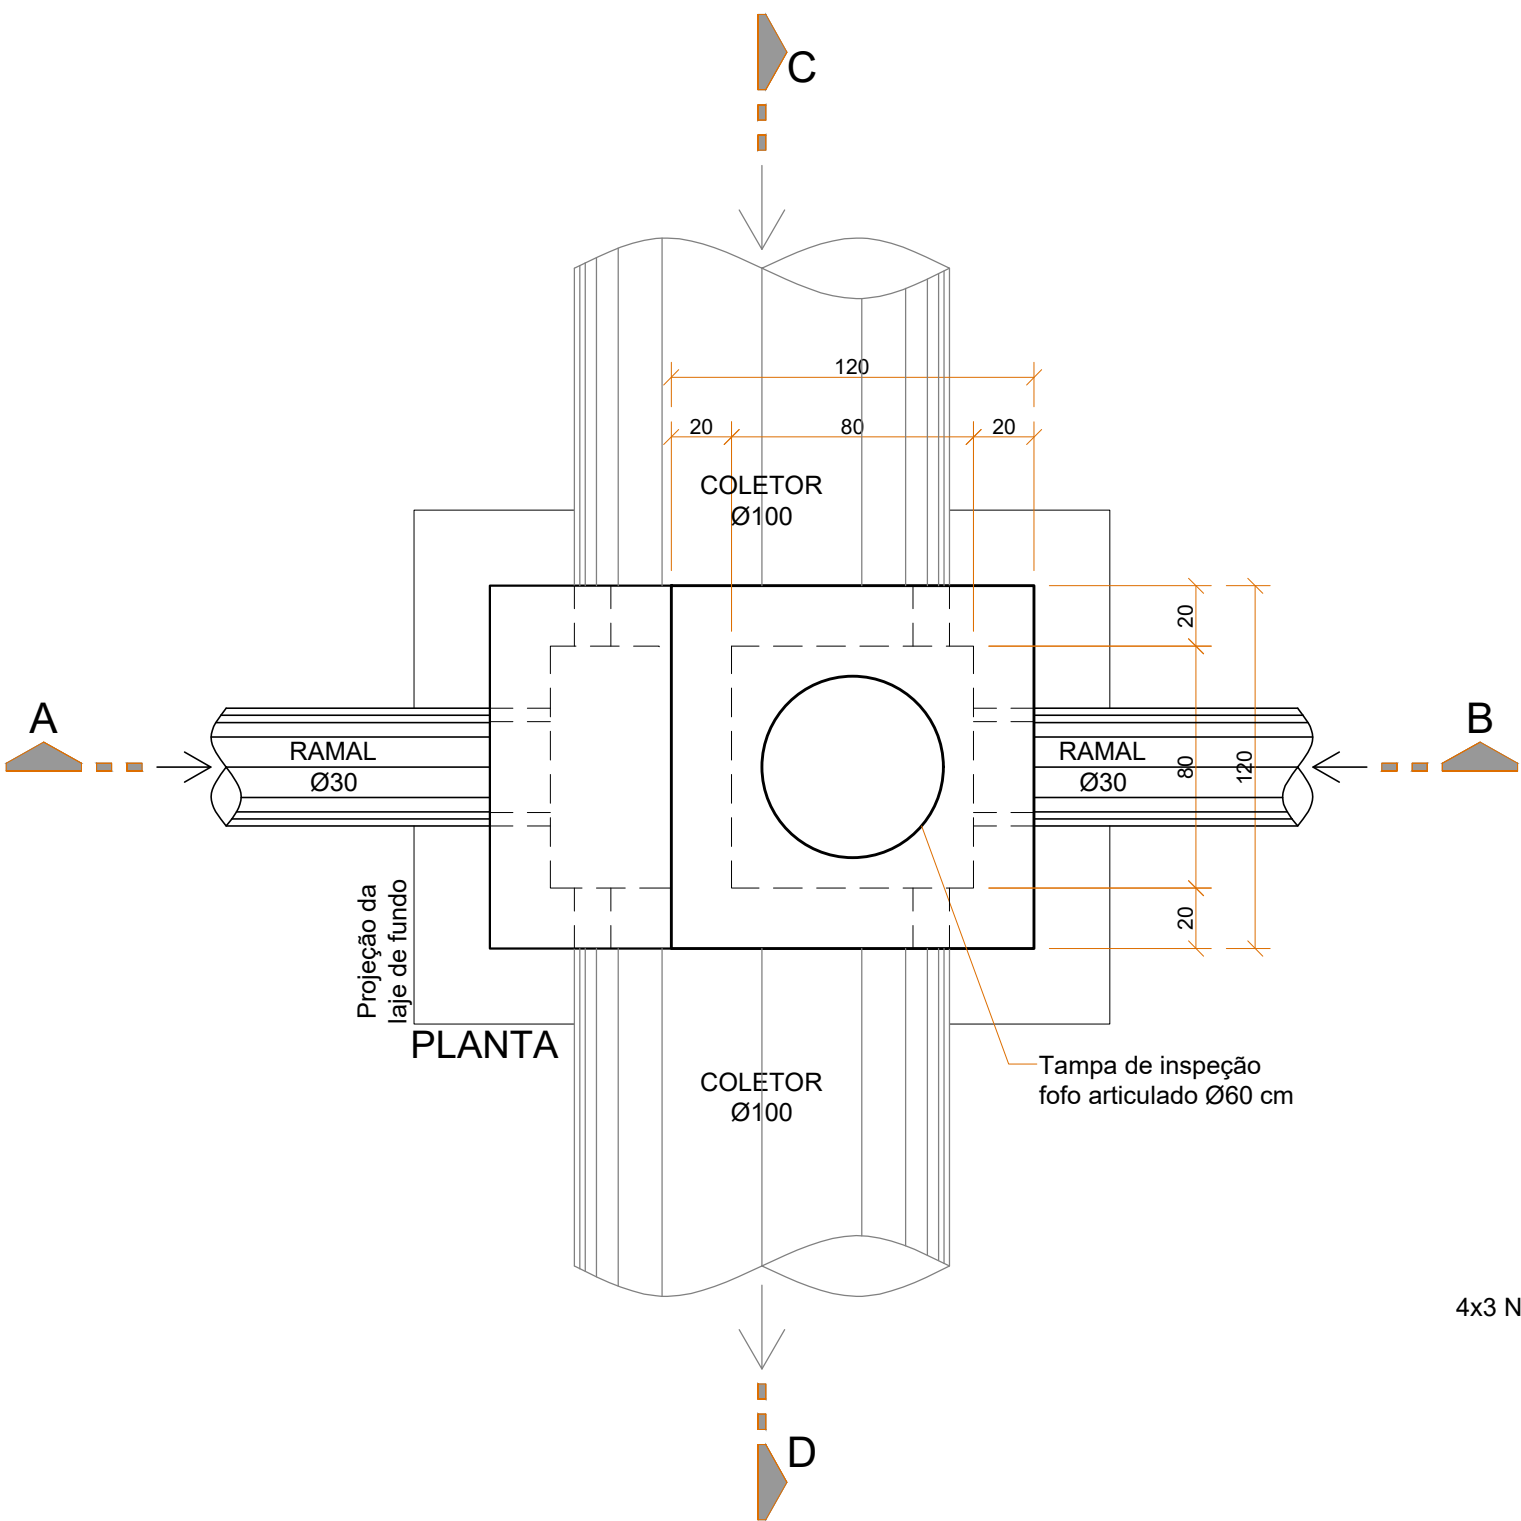 C
120
20
80
20
COLETOR
Ø100
20
A
B
RAMAL
Ø30
RAMAL
Ø30
80
120
Projeção da
laje de fundo
20
PLANTA
Tampa de inspeção
fofo articulado Ø60 cm
COLETOR
Ø100
4x3 N
D